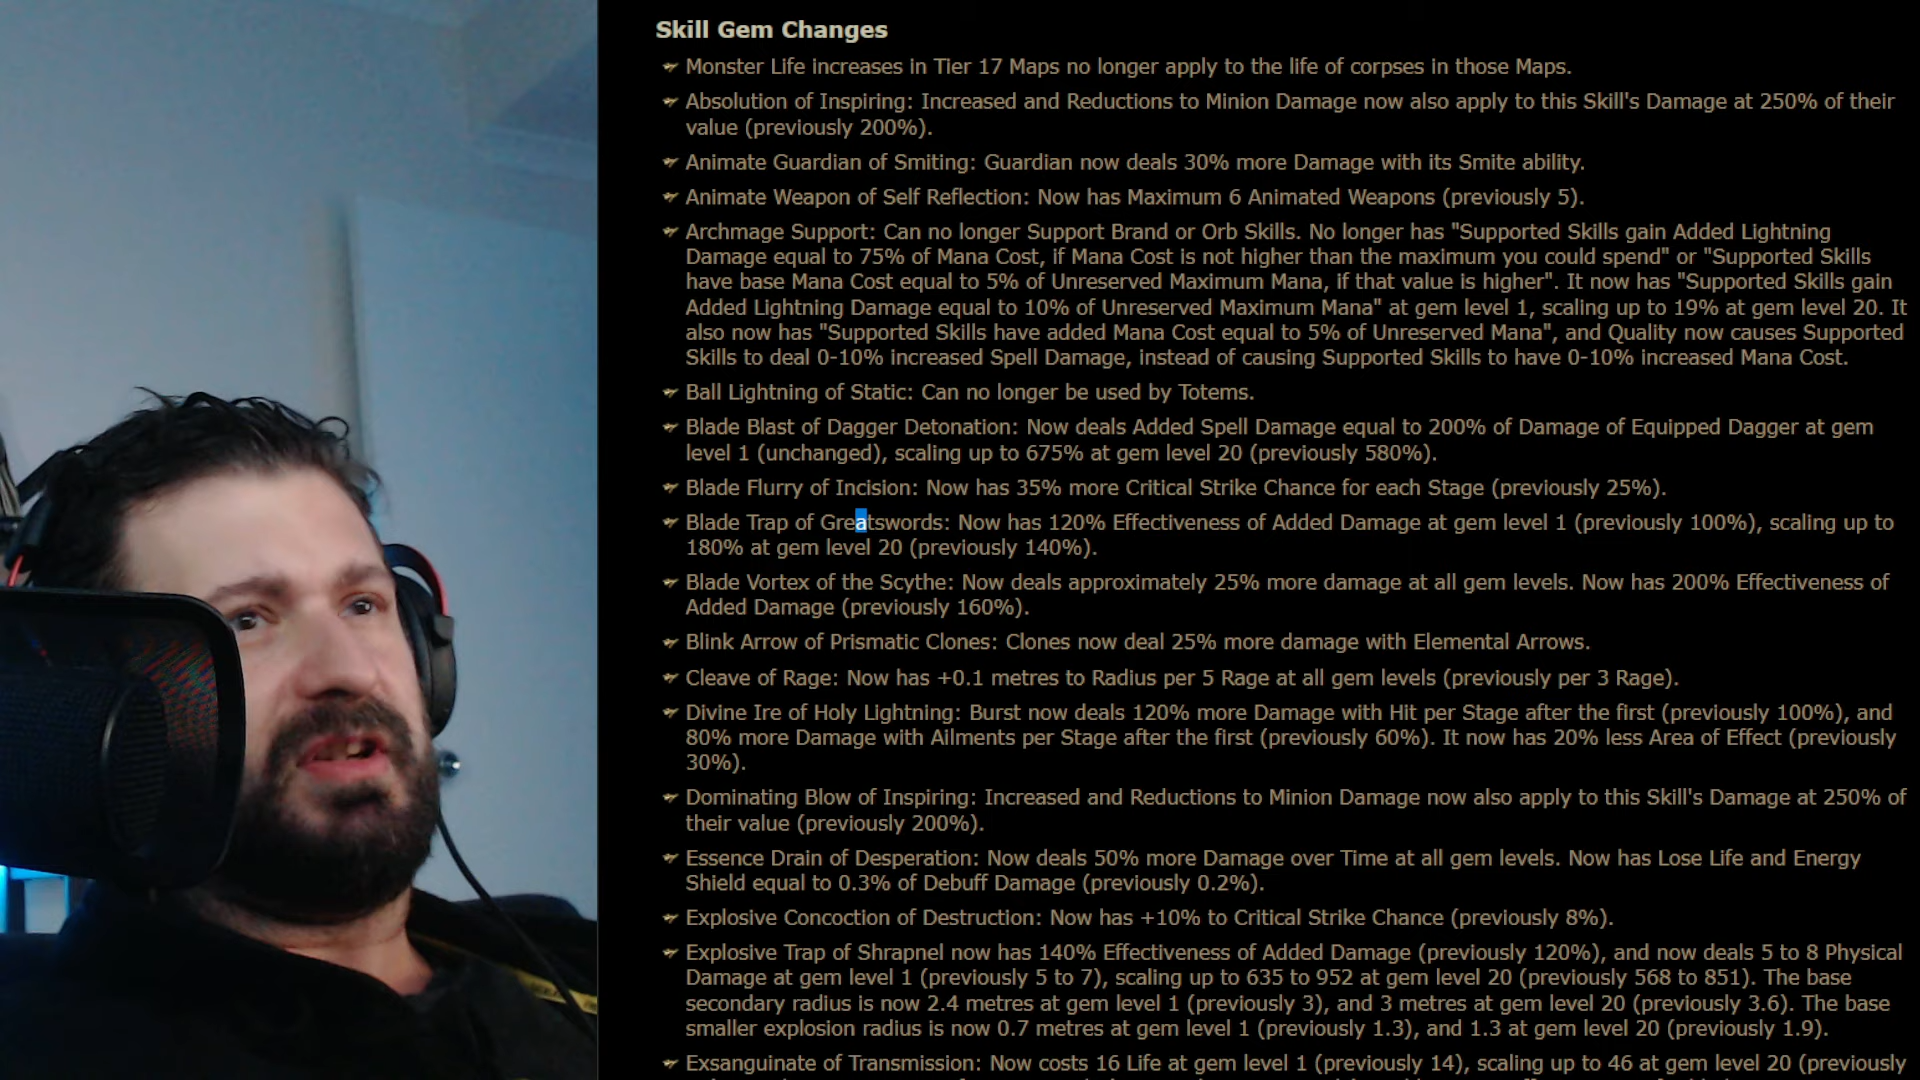 Skill Gem Changes
Monster Life increases in Tier 17 Maps no longer apply to the life of corpses in those Maps.
Absolution of Inspiring: Increased and Reductions to Minion Damage now also apply to this Skill's Damage at 250% of their
value (previously 200%).
Animate Guardian of Smiting: Guardian now deals 30% more Damage with its Smite ability.
Animate Weapon of Self Reflection: Now has Maximum 6 Animated Weapons (previously 5).
Archmage Support: Can no longer Support Brand or Orb Skills. No longer has "Supported Skills gain Added Lightning
Damage equal to 75% of Mana Cost, if Mana Cost is not higher than the maximum you could spend" or "Supported Skills
have base Mana Cost equal to 5% of Unreserved Maximum Mana, if that value is higher". It now has "Supported Skills gain
Added Lightning Damage equal to 10% of Unreserved Maximum Mana" at gem level 1, scaling up to 19% at gem level 20. It
also now has "Supported Skills have added Mana Cost equal to 5% of Unreserved Mana", and Quality now causes Supported
Skills to deal 0-10% increased Spell Damage, instead of causing Supported Skills to have 0-10% increased Mana Cost.
Ball Lightning of Static: Can no longer be used by Totems.
Blade Blast of Dagger Detonation: Now deals Added Spell Damage equal to 200% of Damage of Equipped Dagger at gem
level 1 (unchanged), scaling up to 675% at gem level 20 (previously 580%).
Blade Flurry of Incision: Now has 35% more Critical Strike Chance for each Stage (previously 25%).
Blade Trap of Greatswords: Now has 120% Effectiveness of Added Damage at gem level 1 (previously 100%), scaling up to
180% at gem level 20 (previously 140%).
Blade Vortex of the Scythe: Now deals approximately 25% more damage at all gem levels. Now has 200% Effectiveness of
Added Damage (previously 160%).
Blink Arrow of Prismatic Clones: Clones now deal 25% more damage with Elemental Arrows.
Cleave of Rage: Now has +0.1 metres to Radius per 5 Rage at all gem levels (previously per 3 Rage).
Divine Ire of Holy Lightning: Burst now deals 120% more Damage with Hit per Stage after the first (previously 100%), and
80% more Damage with Ailments per Stage after the first (previously 60%). It now has 20% less Area of Effect (previously
30%).
Dominating Blow of Inspiring: Increased and Reductions to Minion Damage now also apply to this Skill's Damage at 250% of
their value (previously 200%).
Essence Drain of Desperation: Now deals 50% more Damage over Time at all gem levels. Now has Lose Life and Energy
Shield equal to 0.3% of Debuff Damage (previously 0.2%).
Explosive Concoction of Destruction: Now has +10% to Critical Strike Chance (previously 8%).
Explosive Trap of Shrapnel now has 140% Effectiveness of Added Damage (previously 120%), and now deals 5 to 8 Physical
Damage at gem level 1 (previously 5 to 7), scaling up to 635 to 952 at gem level 20 (previously 568 to 851). The base
secondary radius is now 2.4 metres at gem level 1 (previously 3), and 3 metres at gem level 20 (previously 3.6). The base
smaller explosion radius is now 0.7 metres at gem level 1 (previously 1.3), and 1.3 at gem level 20 (previously 1.9).
Exsanguinate of Transmission: Now costs 16 Life at gem level 1 (previously 14), scaling up to 46 at gem level 20 (previously